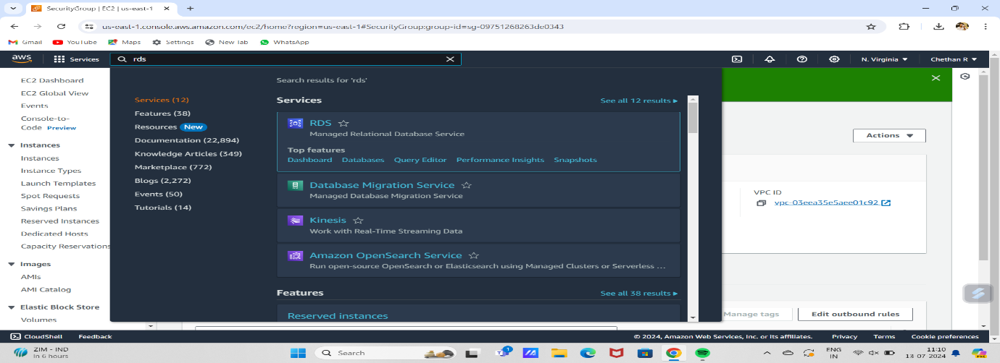 SecurityGroup | EC2 | us-east-1
us-east-1.console.aws.amazon.com/ec2/home?region=us-east-1#SecurityGroup:group-id=sg-09751268263de0343
Gmail YouTube Maps Settings New Tab WhatsApp
aws Services rds N. Virginia Chethan R
EC2 Dashboard
EC2 Global View
Events
Console-to-
Code Preview
Instances
Instances
Instance Types
Launch Templates
Spot Requests
Savings Plans
Reserved Instances
Dedicated Hosts
Capacity Reservations
Images
AMIs
AMI Catalog
Elastic Block Store
Volumes
Services (12)
Features (38)
Resources New
Documentation (22,894)
Knowledge Articles (349)
Marketplace (772)
Blogs (2,272)
Events (50)
Tutorials (14)
Search results for 'rds'
Services See all 12 results
RDS
Managed Relational Database Service
Top features
Dashboard Databases Query Editor Performance Insights Snapshots
Database Migration Service
Managed Database Migration Service
Kinesis
Work with Real-Time Streaming Data
Amazon OpenSearch Service
Run open-source OpenSearch or Elasticsearch using Managed Clusters or Serverless ...
Features See all 38 results
Reserved instances
Actions
VPC ID
vpc-03eea35e5aee01c92
Manage tags Edit outbound rules
CloudShell Feedback © 2024, Amazon Web Services, Inc. or its affiliates. Privacy Terms Cookie preferences
ZIM - IND
In 6 hours
Search
1
ENG
IN
11:10
13-07-2024
PRE